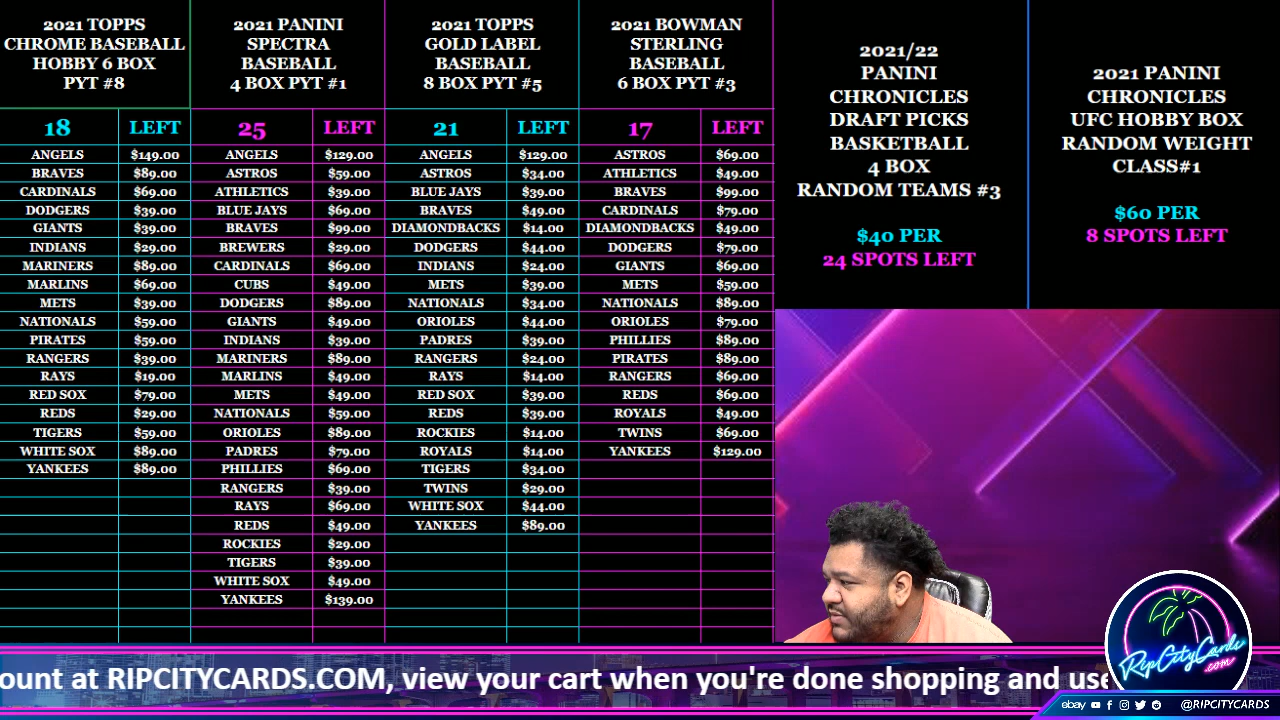 2021 TOPPS
CHROME BASEBALL
HOBBY 6 BOX
PYT #8
18 LEFT
ANGELS $149.00
BRAVES $89.00
CARDINALS $69.00
DODGERS $39.00
GIANTS $39.00
INDIANS $29.00
MARINERS $89.00
MARLINS $69.00
METS $39.00
NATIONALS $59.00
PIRATES $59.00
RANGERS $39.00
RAYS $19.00
RED SOX $79.00
REDS $29.00
TIGERS $59.00
WHITE SOX $89.00
YANKEES $89.00
2021 PANINI
SPECTRA
BASEBALL
4 BOX PYT #1
25 LEFT
ANGELS $129.00
ASTROS $59.00
ATHLETICS $39.00
BLUE JAYS $69.00
BRAVES $99.00
BREWERS $29.00
CARDINALS $69.00
CUBS $49.00
DODGERS $89.00
GIANTS $49.00
INDIANS $39.00
MARINERS $89.00
MARLINS $49.00
METS $49.00
NATIONALS $59.00
ORIOLES $89.00
PADRES $79.00
PHILLIES $69.00
RANGERS $39.00
RAYS $69.00
REDS $49.00
ROCKIES $29.00
TIGERS $39.00
WHITE SOX $49.00
YANKEES $139.00
2021 TOPPS
GOLD LABEL
BASEBALL
8 BOX PYT #5
21 LEFT
ANGELS $129.00
ASTROS $34.00
BLUE JAYS $39.00
BRAVES $49.00
DIAMONDBACKS $14.00
DODGERS $44.00
INDIANS $24.00
METS $39.00
NATIONALS $34.00
ORIOLES $44.00
PADRES $39.00
RANGERS $24.00
RAYS $14.00
RED SOX $39.00
REDS $39.00
ROCKIES $14.00
ROYALS $14.00
TIGERS $34.00
TWINS $29.00
WHITE SOX $44.00
YANKEES $89.00
2021 BOWMAN
STERLING
BASEBALL
6 BOX PYT #3
17 LEFT
ASTROS $69.00
ATHLETICS $49.00
BRAVES $99.00
CARDINALS $79.00
DIAMONDBACKS $49.00
DODGERS $79.00
GIANTS $69.00
METS $59.00
NATIONALS $89.00
ORIOLES $79.00
PHILLIES $89.00
PIRATES $89.00
RANGERS $69.00
REDS $69.00
ROYALS $49.00
TWINS $69.00
YANKEES $129.00
2021/22
PANINI
CHRONICLES
DRAFT PICKS
BASKETBALL
4 BOX
RANDOM TEAMS #3
$40 PER
24 SPOTS LEFT
2021 PANINI
CHRONICLES
UFC HOBBY BOX
RANDOM WEIGHT
CLASS#1
$60 PER
8 SPOTS LEFT
ount at RIPCITYCARDS.COM, view your cart when you're done shopping and use
RipCityCards
.com
ebay @RIPCITYCARDS